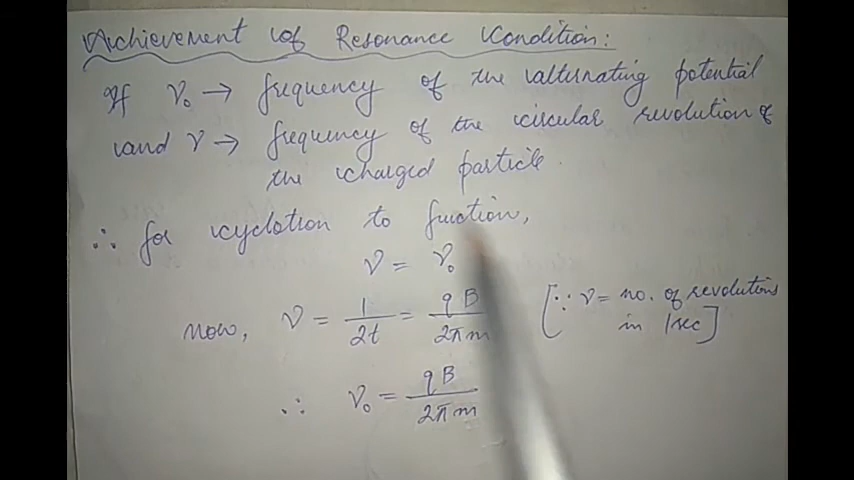 Achievement of Resonance Condition:
If ν₀ → frequency of the alternating potential
and ν → frequency of the circular revolution of
the charged particle.
∴ for cyclotion to function,
ν = ν₀
now, ν = 1/2t = qB/2πm [∵ ν = no. of revolutions
in 1sec]
∴ ν₀ = qB/2πm